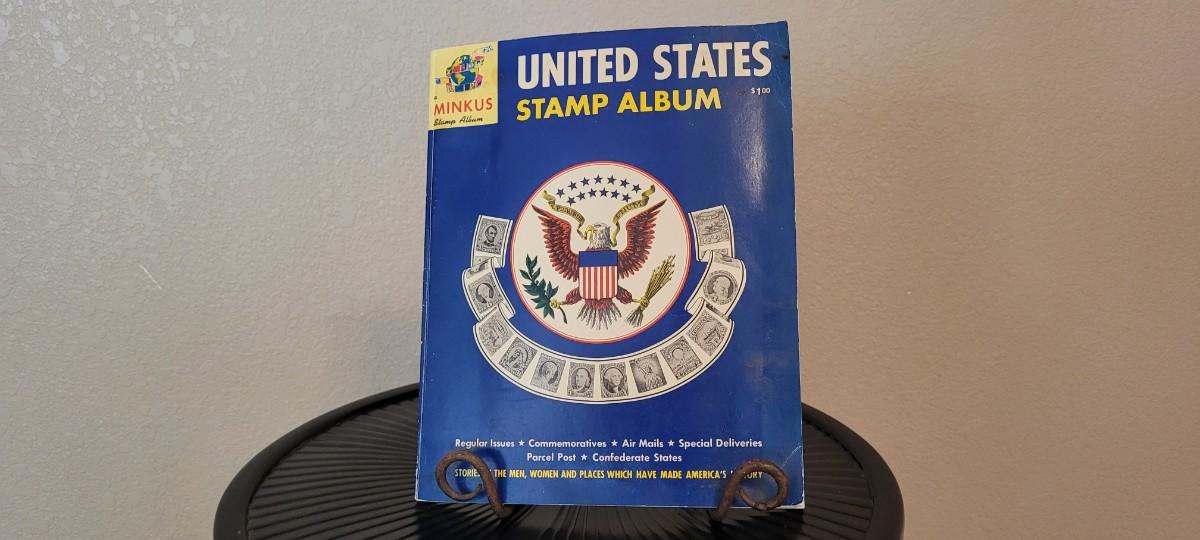 a
MINKUS
Stamp Album
UNITED STATES
STAMP ALBUM
$1.00
Regular Issues ★ Commemoratives ★ Air Mails ★ Special Deliveries
Parcel Post ★ Confederate States
STORIES THE MEN, WOMEN AND PLACES WHICH HAVE MADE AMERICA'S